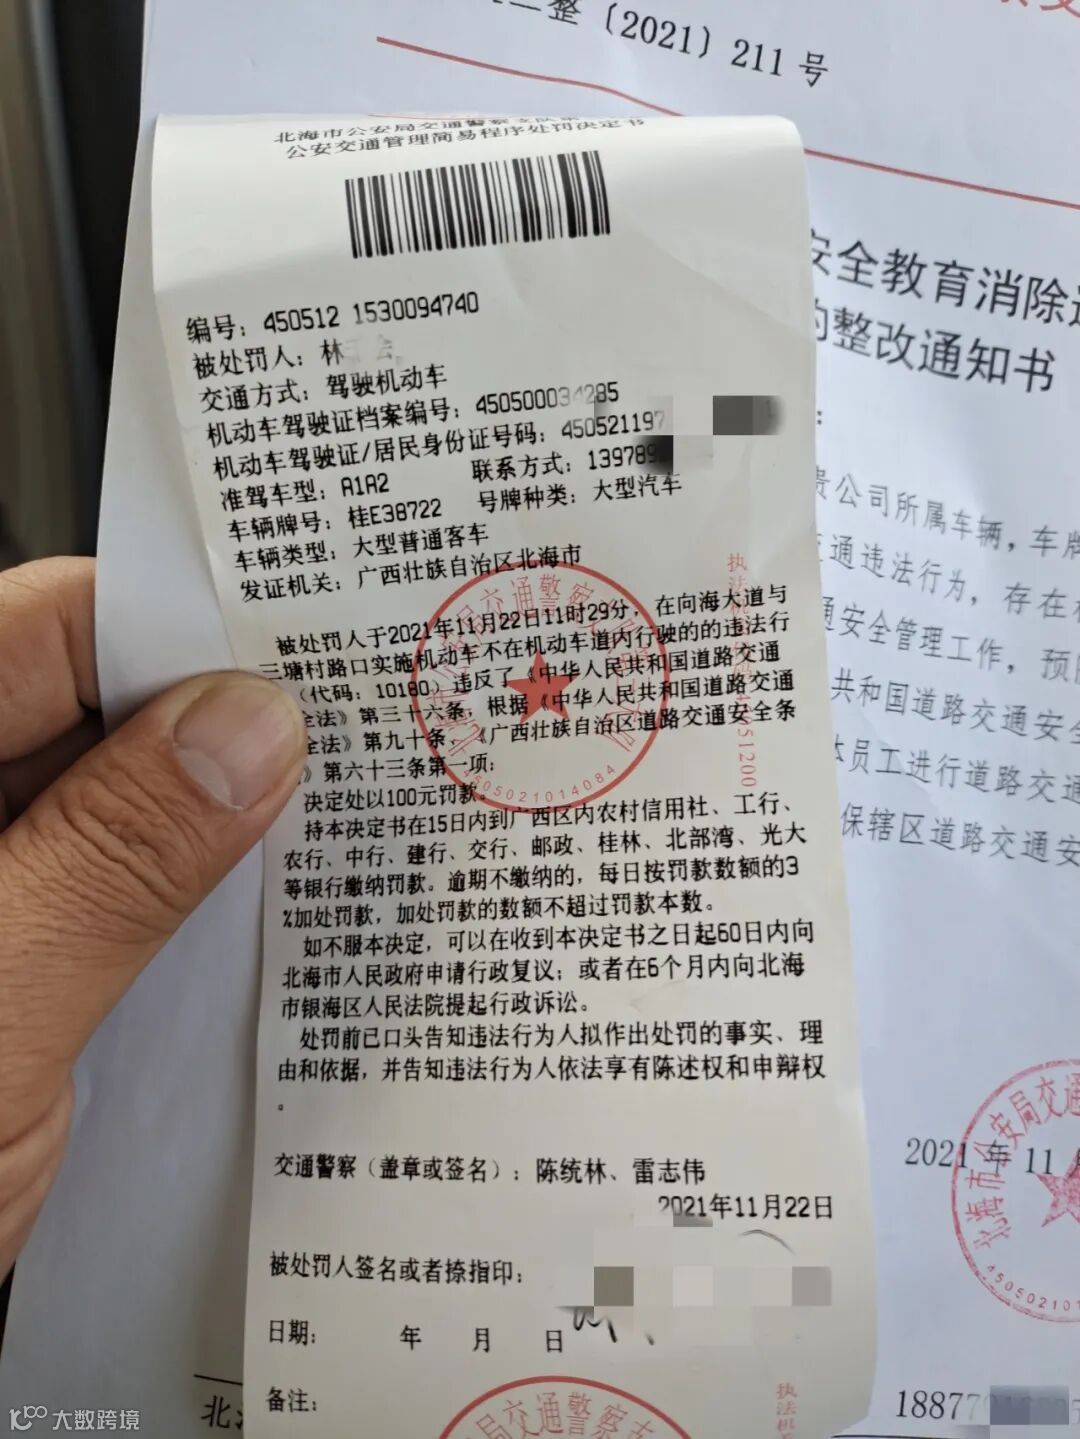 整〔2021〕211号
北海市公安局交通警察支队
公安交通管理简易程序处罚决定书
编号：450512 1530094740
被处罚人：林
交通方式：驾驶机动车
机动车驾驶证档案编号：450500034285
机动车驾驶证/居民身份证号码：450521197
准驾车型：A1A2 联系方式：139789
车辆牌号：桂E38722 号牌种类：大型汽车
车辆类型：大型普通客车
发证机关：广西壮族自治区北海市
被处罚人于2021年11月22日11时29分，在向海大道与
三塘村路口实施机动车不在机动车道内行驶的的违法行
（代码：10180），违反了《中华人民共和国道路交通
全法》第三十六条，根据《中华人民共和国道路交通
全法》第九十条、《广西壮族自治区道路交通安全条
》第六十三条第一项：
决定处以100元罚款。
持本决定书在15日内到广西区内农村信用社、工行、
农行、中行、建行、交行、邮政、桂林、北部湾、光大
等银行缴纳罚款。逾期不缴纳的，每日按罚款数额的3
%加处罚款，加处罚款的数额不超过罚款本数。
如不服本决定，可以在收到本决定书之日起60日内向
北海市人民政府申请行政复议；或者在6个月内向北海
市银海区人民法院提起行政诉讼。
处罚前已口头告知违法行为人拟作出处罚的事实、理
由和依据，并告知违法行为人依法享有陈述权和申辩权
。
交通警察（盖章或签名）：陈统林、雷志伟
2021年11月22日
被处罚人签名或者捺指印：
日期： 年 月 日
备注：
4505021014084
安全教育消除
的整改通知书
：
贵公司所属车辆，车牌
交通违法行为，存在
通安全管理工作，预
共和国道路交通安全
本员工进行道路交通
保辖区道路交通安
2021年11
北海市公安局交通
北
18877
大数跨境